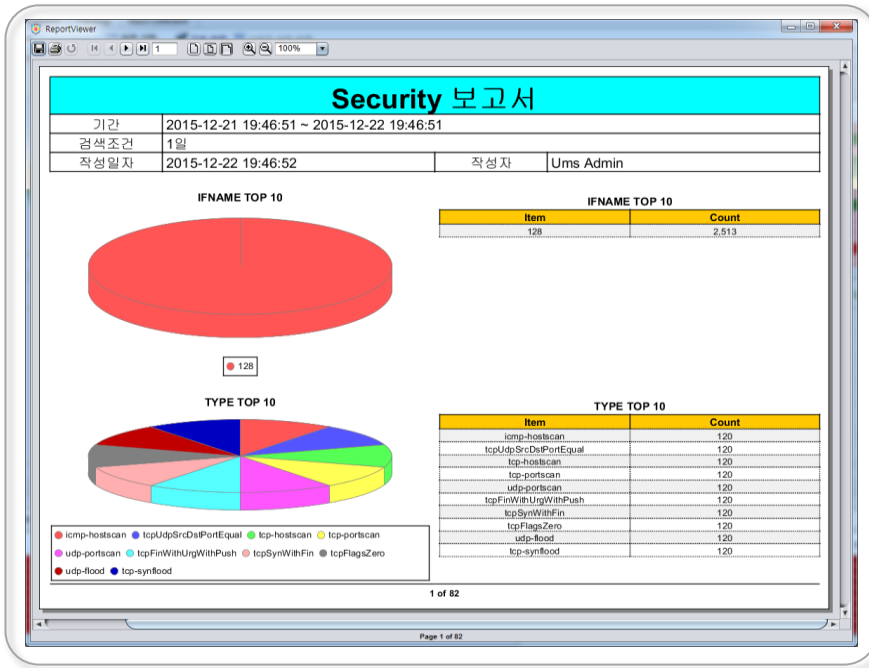 ReportViewer
1
100%
Security 보고서
기간 2015-12-21 19:46:51 ~ 2015-12-22 19:46:51
검색조건 1일
작성일자 2015-12-22 19:46:52 작성자 Ums Admin
IFNAME TOP 10
128
IFNAME TOP 10
Item Count
128 2,513
TYPE TOP 10
icmp-hostscan tcpUdpSrcDstPortEqual tcp-hostscan tcp-portscan
udp-portscan tcpFinWithUrgWithPush tcpSynWithFin tcpFlagsZero
udp-flood tcp-synflood
TYPE TOP 10
Item Count
icmp-hostscan 120
tcpUdpSrcDstPortEqual 120
tcp-hostscan 120
tcp-portscan 120
udp-portscan 120
tcpFinWithUrgWithPush 120
tcpSynWithFin 120
tcpFlagsZero 120
udp-flood 120
tcp-synflood 120
1 of 82
Page 1 of 82